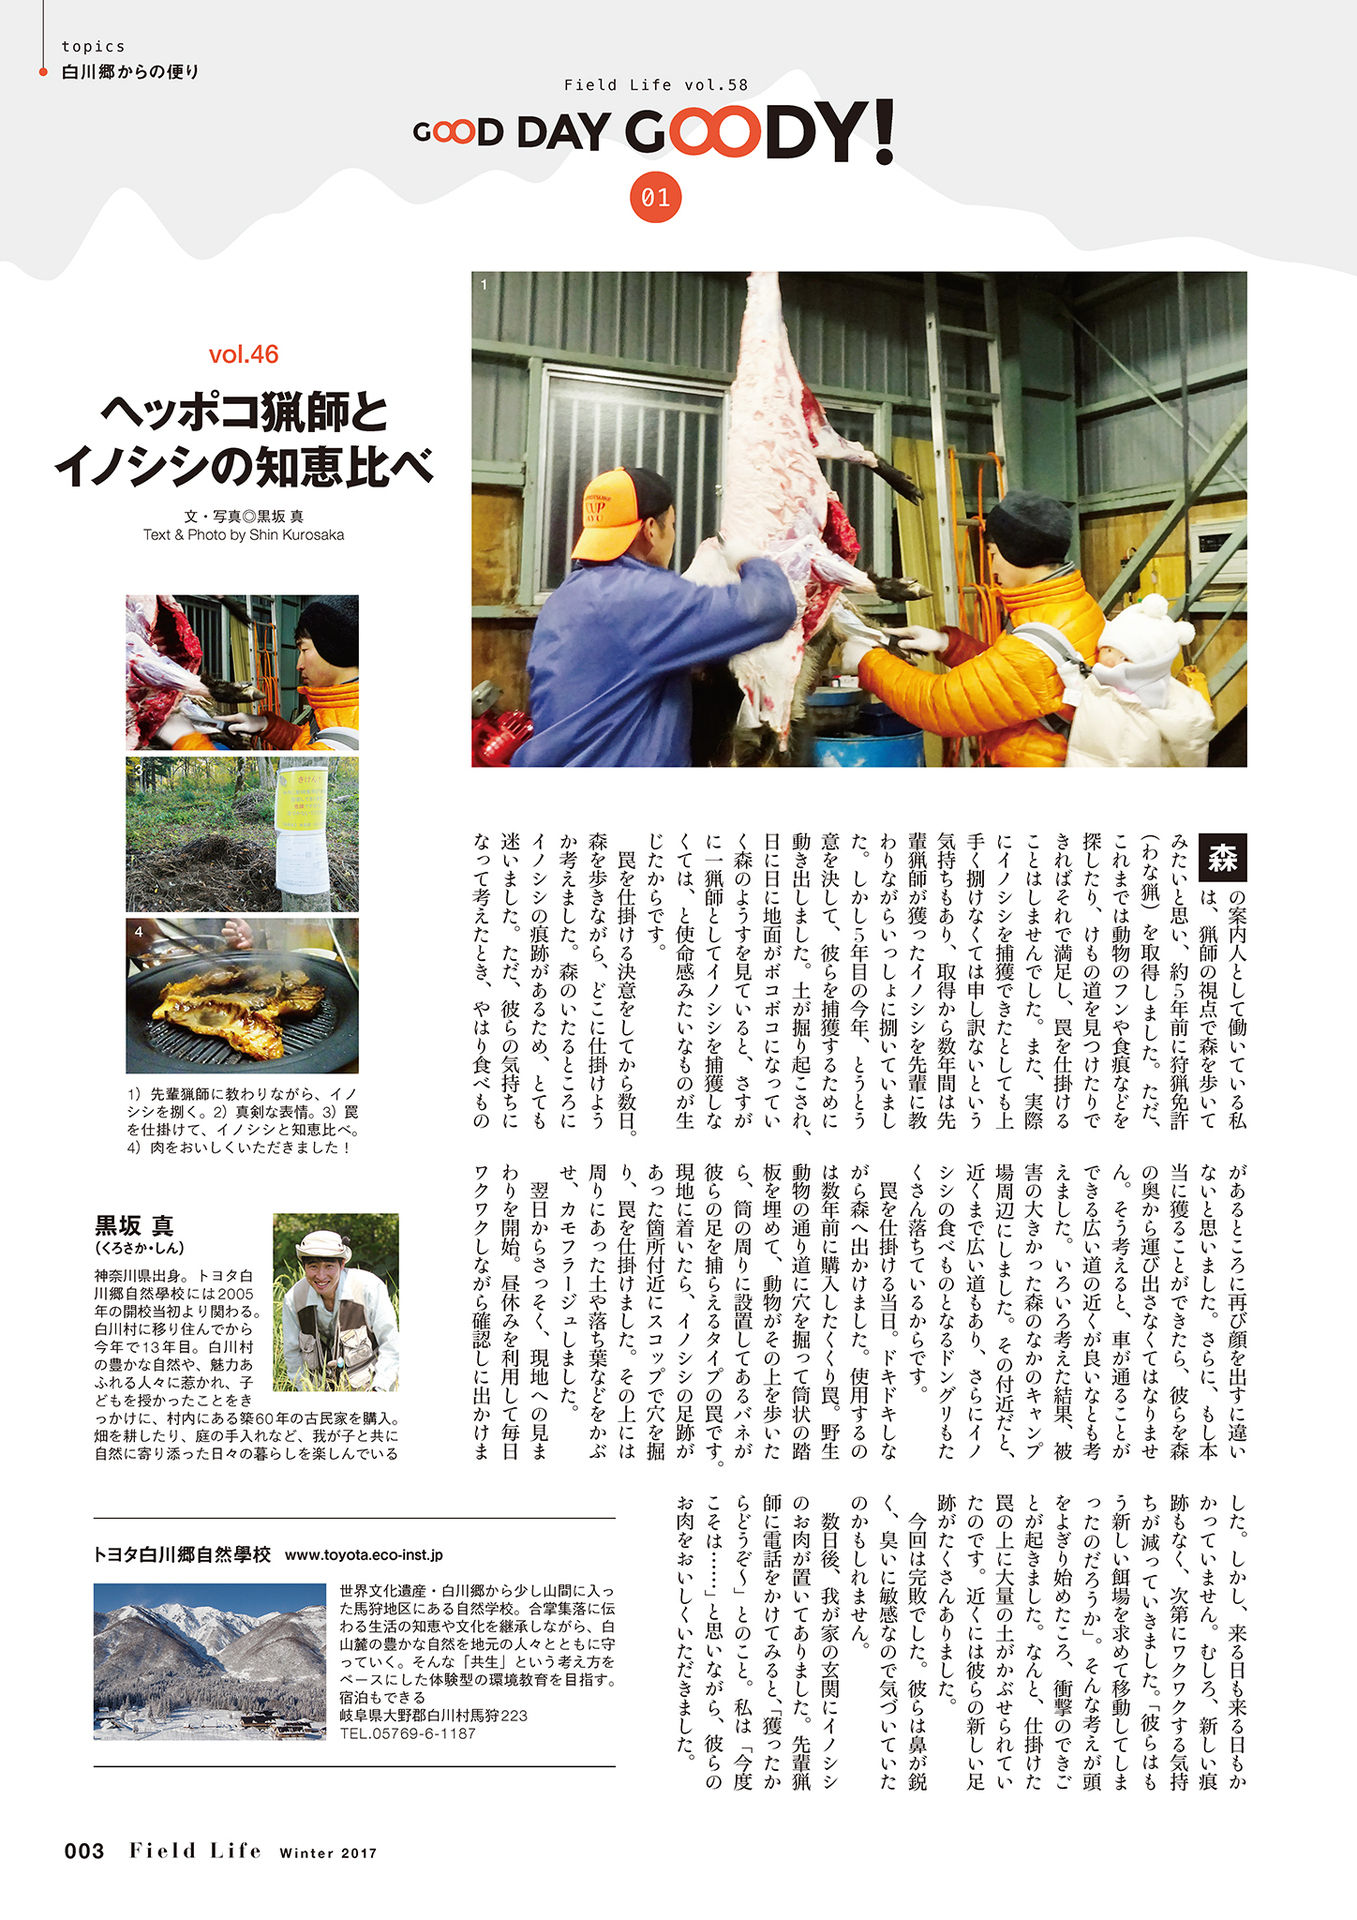 topics
白川郷からの便り
Field Life vol.58
GOOD DAY GOODY!
01
1
vol.46
ヘッポコ猟師と
イノシシの知恵比べ
文・写真◎黒坂 真
Text & Photo by Shin Kurosaka
2
3
きけん
4
1）先輩猟師に教わりながら、イノ
シシを捌く。2）真剣な表情。3）罠
を仕掛けて、イノシシと知恵比べ。
4）肉をおいしくいただきました！
森の案内人として働いている私
は、猟師の視点で森を歩いて
みたいと思い、約5年前に狩猟免許
（わな猟）を取得しました。ただ、
これまでは動物のフンや食痕などを
探したり、けもの道を見つけたりで
きればそれで満足し、罠を仕掛ける
ことはしませんでした。また、実際
にイノシシを捕獲できたとしても上
手く捌けなくては申し訳ないという
気持ちもあり、取得から数年間は先
輩猟師が獲ったイノシシを先輩に教
わりながらいっしょに捌いていまし
た。しかし5年目の今年、とうとう
意を決して、彼らを捕獲するために
動き出しました。土が掘り起こされ、
日に日に地面がボコボコになってい
く森のようすを見ていると、さすが
に一猟師としてイノシシを捕獲しな
くては、と使命感みたいなものが生
じたからです。
罠を仕掛ける決意をしてから数日。
森を歩きながら、どこに仕掛けよう
か考えました。森のいたるところに
イノシシの痕跡があるため、とても
迷いました。ただ、彼らの気持ちに
なって考えたとき、やはり食べもの
があるところに再び顔を出すに違い
ないと思いました。さらに、もし本
当に獲ることができたら、彼らを森
の奥から運び出さなくてはなりませ
ん。そう考えると、車が通ることが
できる広い道の近くが良いなとも考
えました。いろいろ考えた結果、被
害の大きかった森のなかのキャンプ
場周辺にしました。その付近だと、
近くまで広い道もあり、さらにイノ
シシの食べものとなるドングリもた
くさん落ちているからです。
罠を仕掛ける当日。ドキドキしな
がら森へ出かけました。使用するの
は数年前に購入したくくり罠。野生
動物の通り道に穴を掘って筒状の踏
板を埋めて、動物がその上を歩いた
ら、筒の周りに設置してあるバネが
彼らの足を捕らえるタイプの罠です。
現地に着いたら、イノシシの足跡が
あった箇所付近にスコップで穴を掘
り、罠を仕掛けました。その上には
周りにあった土や落ち葉などをかぶ
せ、カモフラージュしました。
翌日からさっそく、現地への見ま
わりを開始。昼休みを利用して毎日
ワクワクしながら確認しに出かけま
した。しかし、来る日も来る日もか
かっていません。むしろ、新しい痕
跡もなく、次第にワクワクする気持
ちが減っていきました。「彼らはも
う新しい餌場を求めて移動してしま
ったのだろうか」。そんな考えが頭
をよぎり始めたころ、衝撃のできご
とが起きました。なんと、仕掛けた
罠の上に大量の土がかぶせられてい
たのです。近くには彼らの新しい足
跡がたくさんありました。
今回は完敗でした。彼らは鼻が鋭
く、臭いに敏感なので気づいていた
のかもしれません。
数日後、我が家の玄関にイノシシ
のお肉が置いてありました。先輩猟
師に電話をかけてみると、「獲ったか
らどうぞ〜」とのこと。私は「今度
こそは……」と思いながら、彼らの
お肉をおいしくいただきました。
黒坂 真
（くろさか・しん）
神奈川県出身。トヨタ白
川郷自然學校には2005
年の開校当初より関わる。
白川村に移り住んでから
今年で13年目。白川村
の豊かな自然や、魅力あ
ふれる人々に惹かれ、子
どもを授かったことをき
っかけに、村内にある築60年の古民家を購入。
畑を耕したり、庭の手入れなど、我が子と共に
自然に寄り添った日々の暮らしを楽しんでいる
トヨタ白川郷自然學校 www.toyota.eco-inst.jp
世界文化遺産・白川郷から少し山間に入っ
た馬狩地区にある自然学校。合掌集落に伝
わる生活の知恵や文化を継承しながら、白
山麓の豊かな自然を地元の人々とともに守
っていく。そんな「共生」という考え方を
ベースにした体験型の環境教育を目指す。
宿泊もできる
岐阜県大野郡白川村馬狩223
TEL.05769-6-1187
003 Field Life Winter 2017